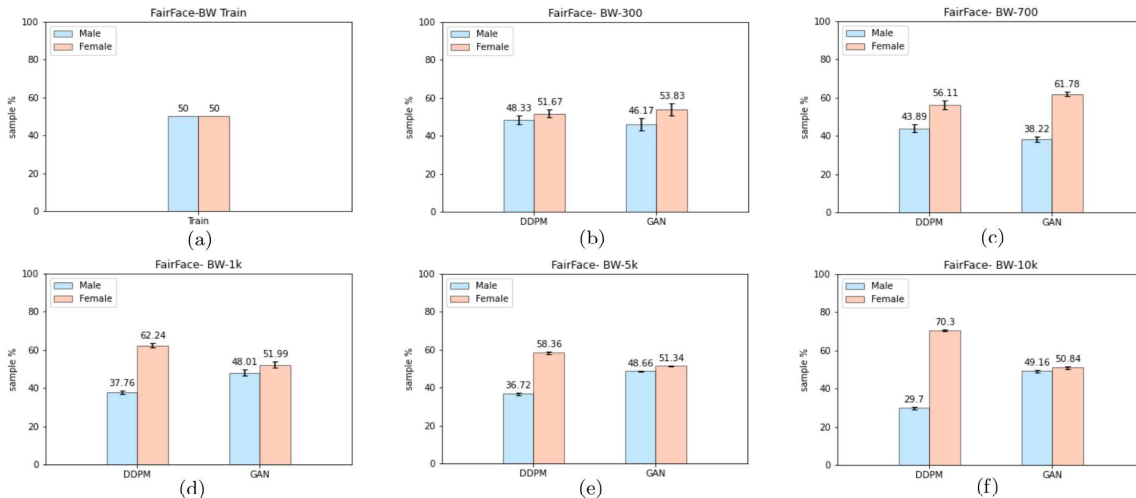 FairFace-BW Train
100
80
60
40
20
0
sample %
Male
Female
50
50
Train
(a)
FairFace- BW-300
100
80
60
40
20
0
sample %
Male
Female
48.33
51.67
46.17
53.83
DDPM
GAN
(b)
FairFace- BW-700
100
80
60
40
20
0
sample %
Male
Female
43.89
56.11
38.22
61.78
DDPM
GAN
(c)
FairFace- BW-1k
100
80
60
40
20
0
sample %
Male
Female
37.76
62.24
48.01
51.99
DDPM
GAN
(d)
FairFace- BW-5k
100
80
60
40
20
0
sample %
Male
Female
36.72
58.36
48.66
51.34
DDPM
GAN
(e)
FairFace- BW-10k
100
80
60
40
20
0
sample %
Male
Female
29.7
70.3
49.16
50.84
DDPM
GAN
(f)